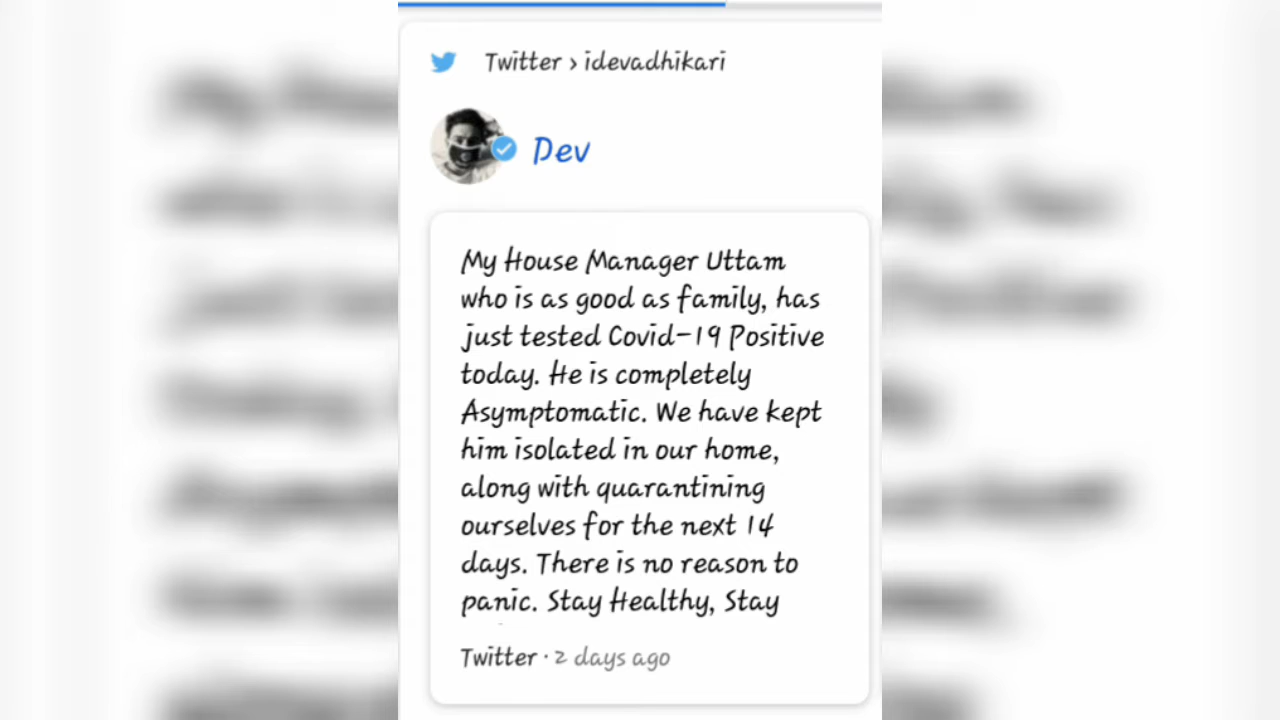 Twitter › idevadhikari
Dev
My House Manager Uttam
who is as good as family, has
just tested Covid-19 Positive
today. He is completely
Asymptomatic. We have kept
him isolated in our home,
along with quarantining
ourselves for the next 14
days. There is no reason to
panic. Stay Healthy, Stay
Twitter · 2 days ago